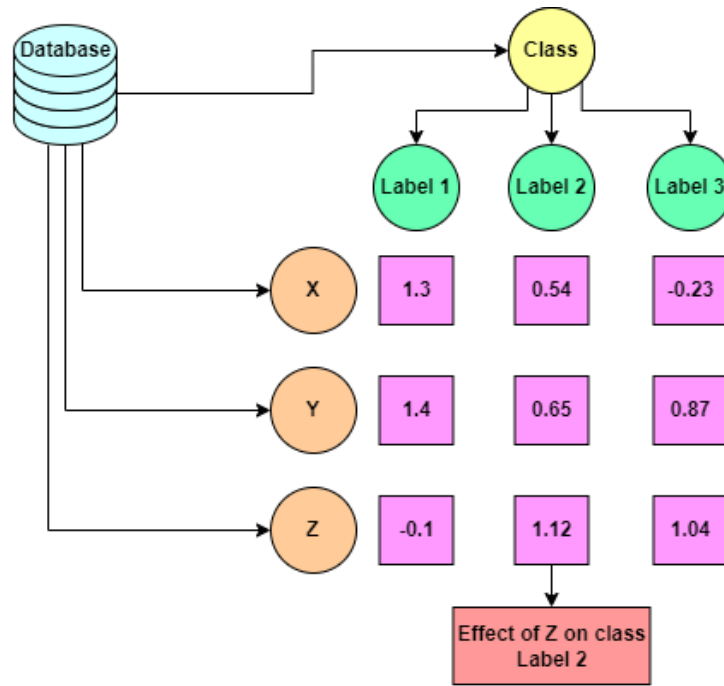 Database
Class
Label 1
Label 2
Label 3
X
1.3
0.54
-0.23
Y
1.4
0.65
0.87
Z
-0.1
1.12
1.04
Effect of Z on class
Label 2